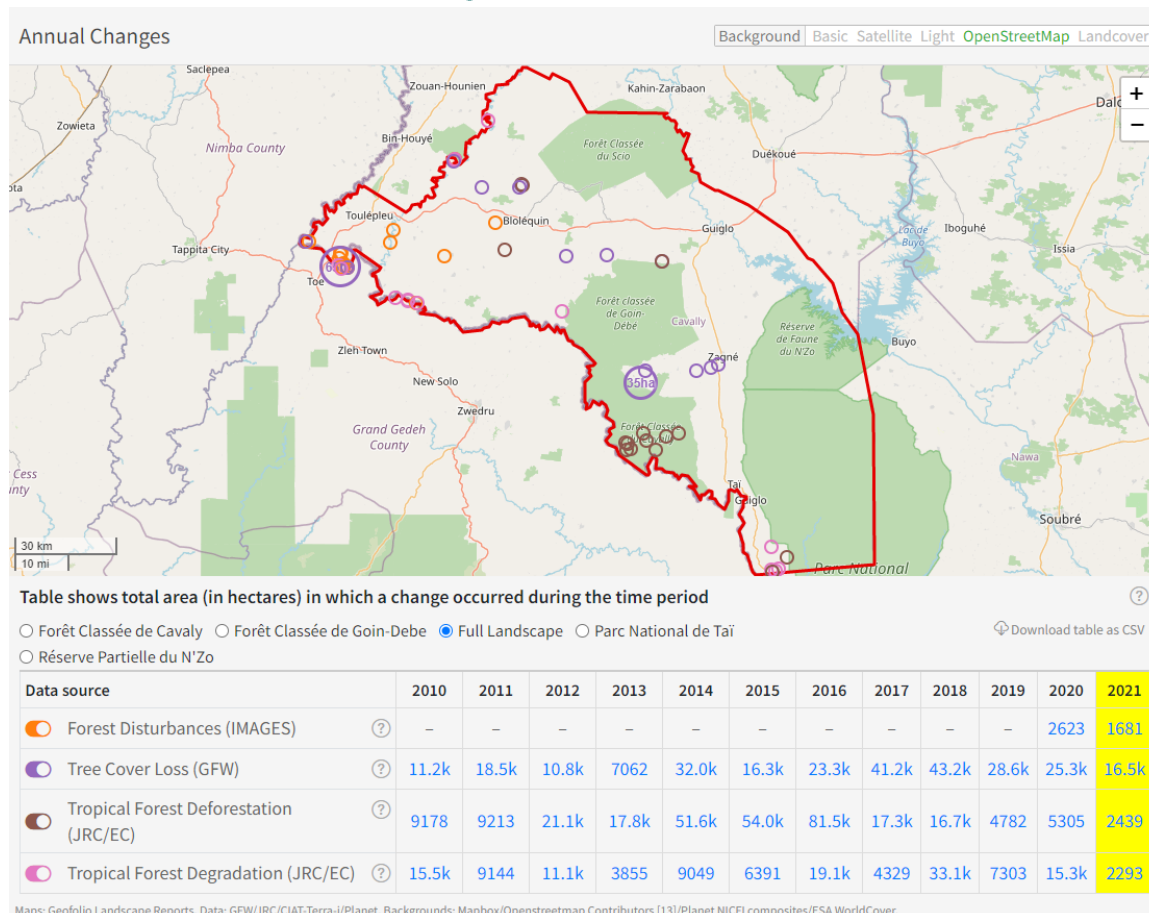 Annual Changes
Background Basic Satellite Light OpenStreetMap Landcover
Saclepea
Zouan-Hounien
Kahin-Zarabaon
+
Dalo
−
Zowieta
Nimba County
Bin-Houyé
Forêt Classée
du Scio
Duékoué
Toulépleu
Bloléquin
Guiglo
Lac de
Buyo
Iboguhé
Issia
Tappita City
Toe
Forêt classée
de Goin-
Débé
Cavally
Réserve
de Faune
du N'Zo
Buyo
Zleh Town
Zagné
New Solo
35ha
Zwedru
Grand Gedeh
County
Forêt Classée
Cess
Nawa
Taï
Guiglo
Soubré
30 km
10 mi
Parc National
Table shows total area (in hectares) in which a change occurred during the time period ?
Forêt Classée de Cavaly Forêt Classée de Goin-Debe Full Landscape Parc National de Taï Download table as CSV
Réserve Partielle du N'Zo
Data source 2010 2011 2012 2013 2014 2015 2016 2017 2018 2019 2020 2021
Forest Disturbances (IMAGES) ? – – – – – – – – – – 2623 1681
Tree Cover Loss (GFW) ? 11.2k 18.5k 10.8k 7062 32.0k 16.3k 23.3k 41.2k 43.2k 28.6k 25.3k 16.5k
Tropical Forest Deforestation ?
(JRC/EC) 9178 9213 21.1k 17.8k 51.6k 54.0k 81.5k 17.3k 16.7k 4782 5305 2439
Tropical Forest Degradation (JRC/EC) ? 15.5k 9144 11.1k 3855 9049 6391 19.1k 4329 33.1k 7303 15.3k 2293
Maps: Geofolio Landscape Reports. Data: GFW/JRC/CIAT-Terra-i/Planet. Backgrounds: Mapbox/Openstreetmap Contributors [13]/Planet NICFI composites/ESA WorldCover